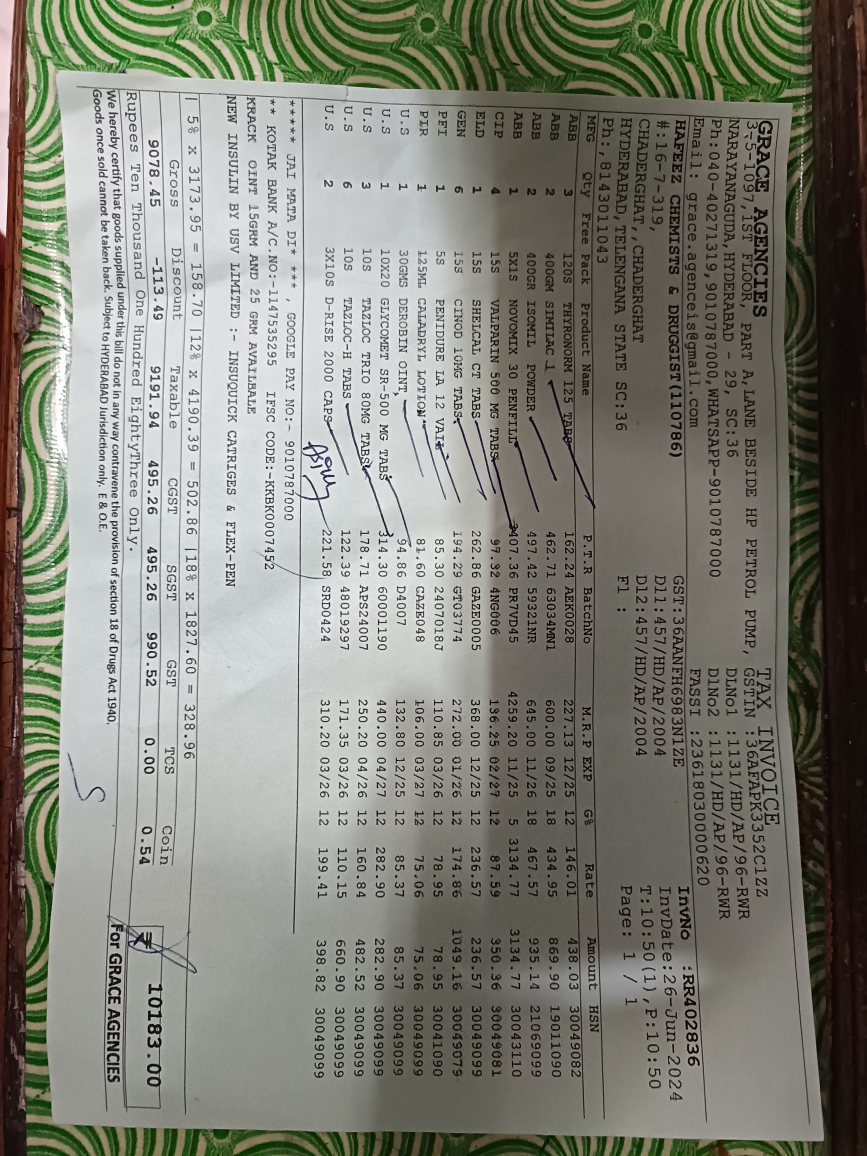 GRACE AGENCIES
3-5-1097,1ST FLOOR, PART A,LANE BESIDE HP PETROL PUMP,
NARAYANAGUDA,HYDERABAD - 29, SC:36
Ph:040-40271319,9010787000,WHATSAPP-9010787000
Email: grace.agenceis@gmail.com
TAX INVOICE
GSTIN :36AFAPK3352C1ZZ
DLNo1 :1131/HD/AP/96-RWR
DlNo2 :1131/HD/AP/96-RWR
FASSI :23618030000620
HAFEEZ CHEMISTS & DRUGGIST(110786)
#:16-7-319,
CHADERGHAT,,CHADERGHAT
HYDERABAD,TELENGANA STATE SC:36
Ph:,8143011043
GST:36AANFH6983N1ZE
Dl1:457/HD/AP/2004
Dl2:457/HD/AP/2004
Fl :
InvNo :RR402836
InvDate:26-Jun-2024
T:10:50(1),P:10:50
Page: 1 / 1
MFG Qty Free Pack Product Name P.T.R BatchNo M.R.P EXP G% Rate Amount HSN
ABB 3 120S THYRONORM 125 TABS 162.24 AEK0028 227.13 12/25 12 146.01 438.03 30049082
ABB 2 400GM SIMILAC 1 462.71 63034MN1 600.00 09/25 18 434.95 869.90 19011090
ABB 2 400GR ISOMIL POWDER 497.42 59321NR 645.00 11/26 18 467.57 935.14 21069099
ABB 1 5X1S NOVOMIX 30 PENFILL 3407.36 PR7VD45 4259.20 11/25 5 3134.77 3134.77 30043110
CIP 4 15S VALPARIN 500 MG TABS 97.32 4NG006 136.25 02/27 12 87.59 350.36 30049081
ELD 1 15S SHELCAL CT TABS 262.86 GAZE0005 368.00 12/25 12 236.57 236.57 30049099
GEN 6 15S CINOD 10MG TABS 194.29 GT03774 272.00 01/26 12 174.86 1049.16 30049079
PFI 1 5S PENIDURE LA 12 VAIL 85.30 2407018J 110.85 03/26 12 78.95 78.95 30041090
PIR 1 125ML CALADRYL LOTION 81.60 CAZE048 106.00 03/27 12 75.06 75.06 30049099
U.S 1 30GMS DEROBIN OINT 94.86 D4007 132.80 12/25 12 85.37 85.37 30049099
U.S 1 10X20 GLYCOMET SR-500 MG TABS 314.30 60001190 440.00 04/27 12 282.90 282.90 30049099
U.S 3 10S TAZLOC TRIO 80MG TABS 178.71 APS24007 250.20 04/26 12 160.84 482.52 30049099
U.S 6 10S TAZLOC-H TABS 122.39 48019297 171.35 03/26 12 110.15 660.90 30049099
U.S 2 3X10S D-RISE 2000 CAPS 221.58 SRD0424 310.20 03/26 12 199.41 398.82 30049099
***** JAI MATA DI* *** , GOOGLE PAY NO:- 9010787000
** KOTAK BANK A/C.NO:-1147535295 IFSC CODE:-KKBK0007452
KRACK OINT 15GRM AND 25 GRM AVAILBALE
NEW INSULIN BY USV LIMITED :- INSUQUICK CATRIGES & FLEX-PEN
| 5% x 3173.95 = 158.70 |12% x 4190.39 = 502.86 |18% x 1827.60 = 328.96
Gross Discount Taxable CGST SGST GST TCS Coin
9078.45 -113.49 9191.94 495.26 495.26 990.52 0.00 0.54 ₹ 10183.00
Rupees Ten Thousand One Hundred EightyThree Only.
We hereby certify that goods supplied under this bill do not in any way contravene the provision of section 18 of Drugs Act 1940.
Goods once sold cannot be taken back. Subject to HYDERABAD Jurisdiction only. E & O.E.
For GRACE AGENCIES